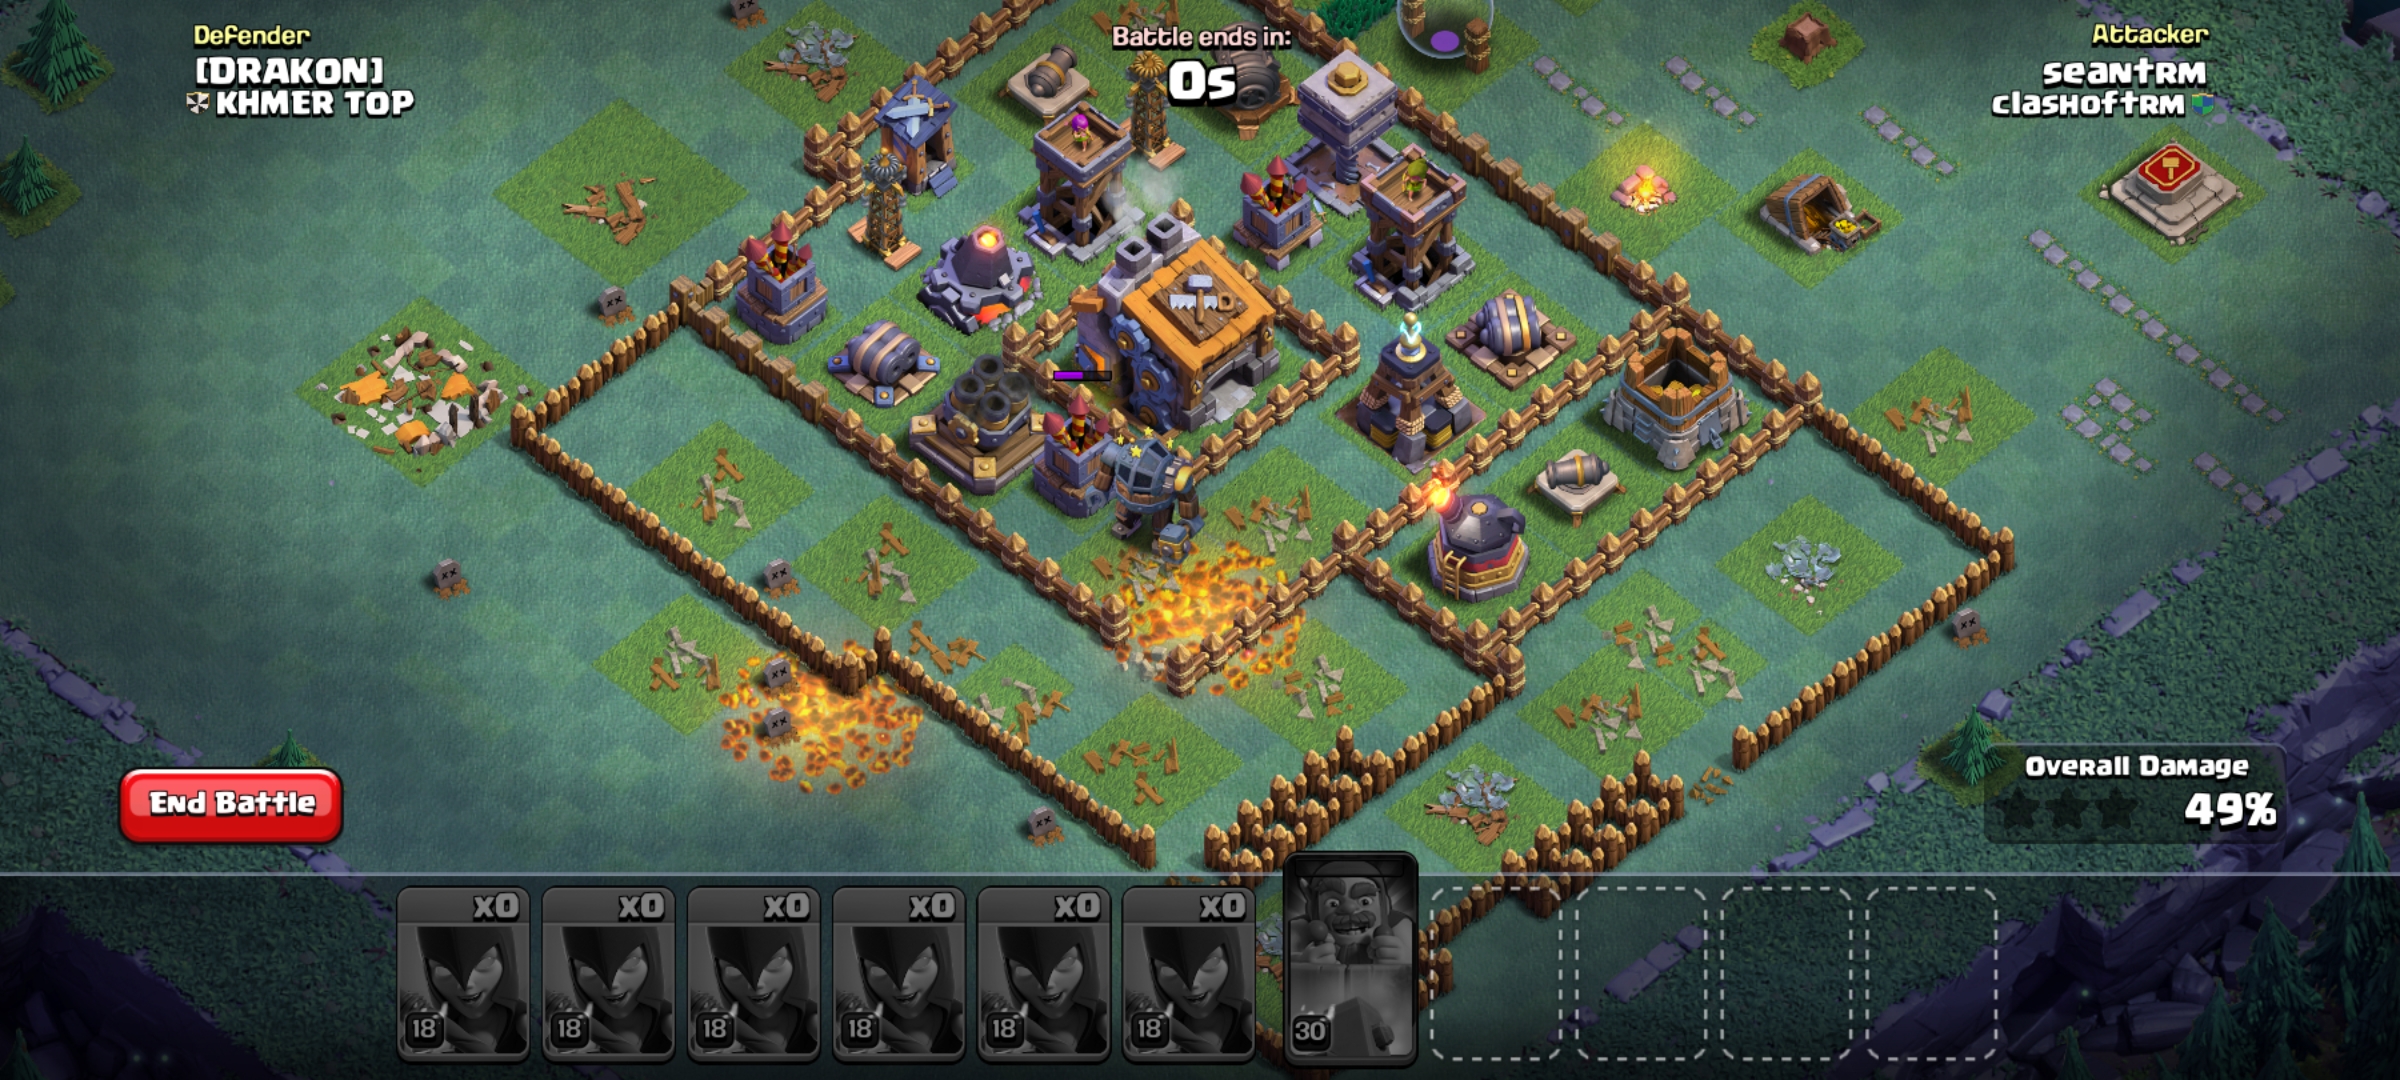 Defender
[DRAKON]
KHMER TOP
Battle ends in:
0s
Attacker
seantRM
clashoftRM
End Battle
Overall Damage
49%
x0 x0 x0 x0 x0 x0
18 18 18 18 18 18 30